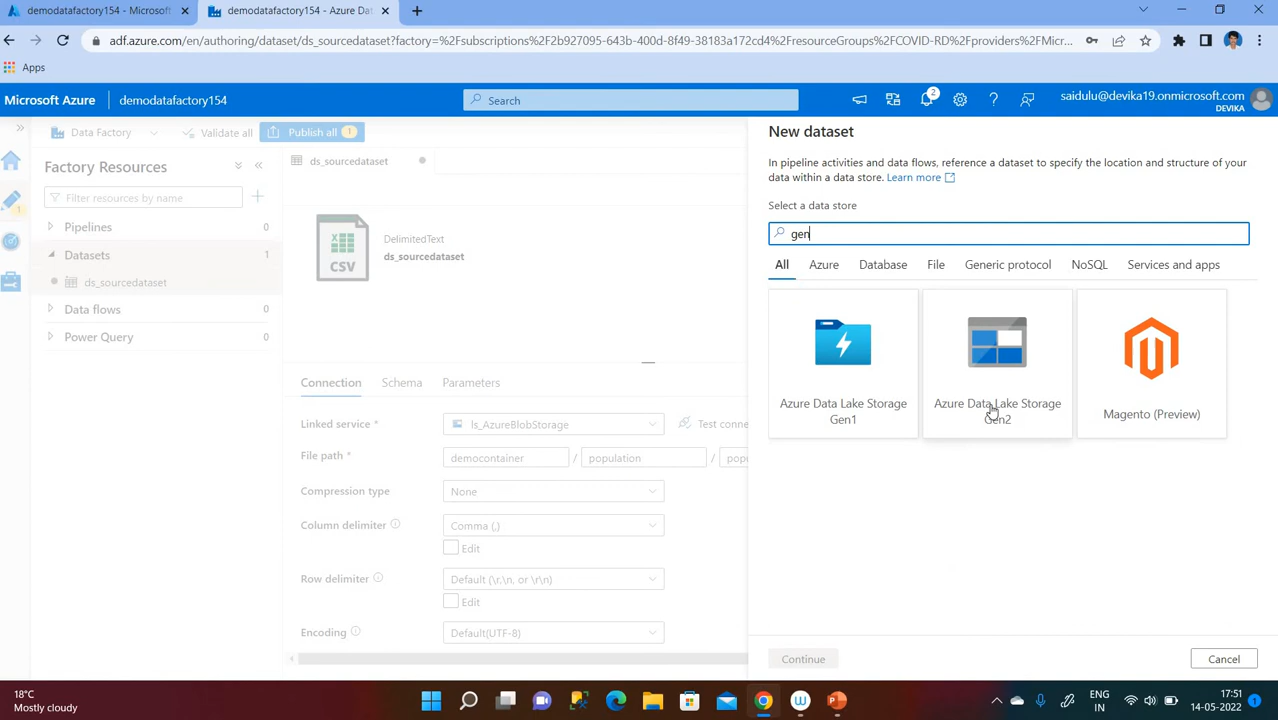 demodatafactory154 - Microsoft
demodatafactory154 - Azure Dat
adf.azure.com/en/authoring/dataset/ds_sourcedataset?factory=%2Fsubscriptions%2F2b927095-643b-400d-8f49-38183a172cd4%2FresourceGroups%2FCOVID-RD%2Fproviders%2FMicr...
Apps
Microsoft Azure
demodatafactory154
Search
2
saidulu@devika19.onmicrosoft.com
DEVIKA
Data Factory
Validate all
Publish all 1
Factory Resources
Filter resources by name
Pipelines 0
Datasets 1
ds_sourcedataset
Data flows 0
Power Query 0
ds_sourcedataset
CSV
DelimitedText
ds_sourcedataset
Connection
Schema
Parameters
Linked service *
ls_AzureBlobStorage
Test conne
File path *
democontainer / population / popu
Compression type
None
Column delimiter
Comma (,)
Edit
Row delimiter
Default (\r,\n, or \r\n)
Edit
Encoding
Default(UTF-8)
New dataset
In pipeline activities and data flows, reference a dataset to specify the location and structure of your
data within a data store. Learn more
Select a data store
gen
All
Azure
Database
File
Generic protocol
NoSQL
Services and apps
Azure Data Lake Storage
Gen1
Azure Data Lake Storage
Gen2
Magento (Preview)
Continue
Cancel
18°C
Mostly cloudy
ENG
IN
17:51
14-05-2022
1